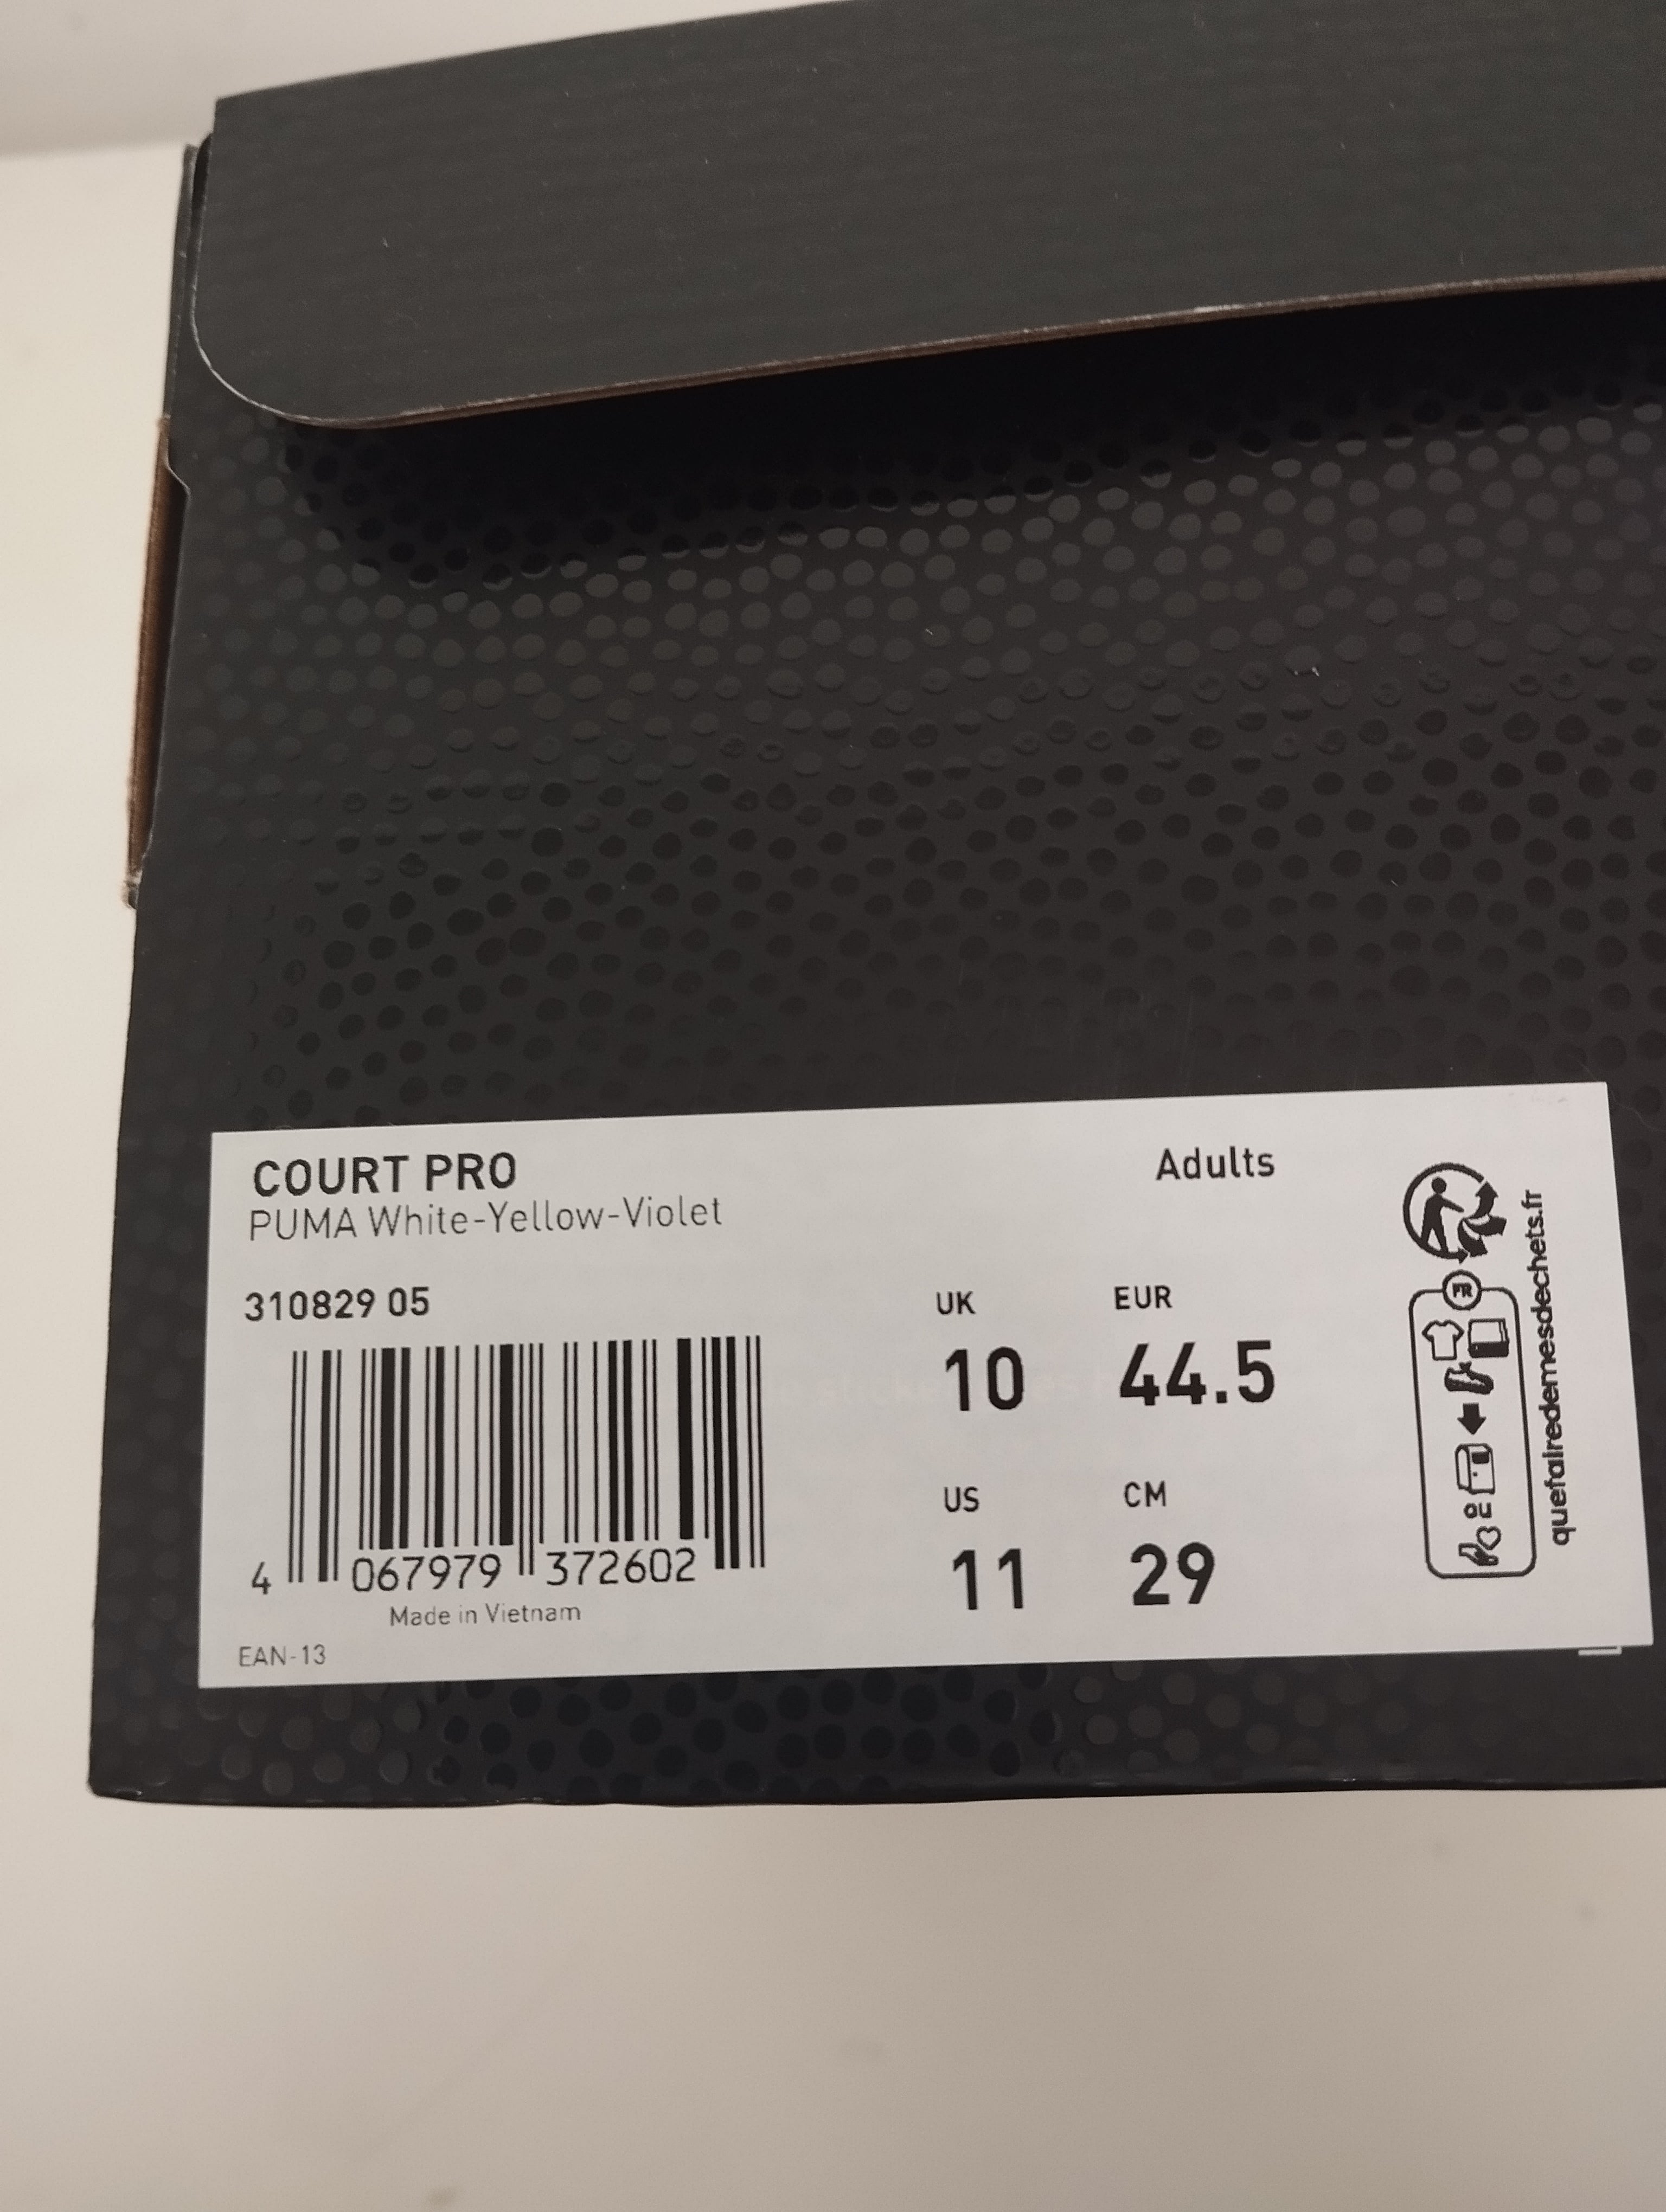 COURT PRO
Adults
PUMA White-Yellow-Violet
310829 05
UK
EUR
10
44.5
US
CM
11
29
4 067979 372602
Made in Vietnam
EAN-13
FR
quefairedemesdechets.fr